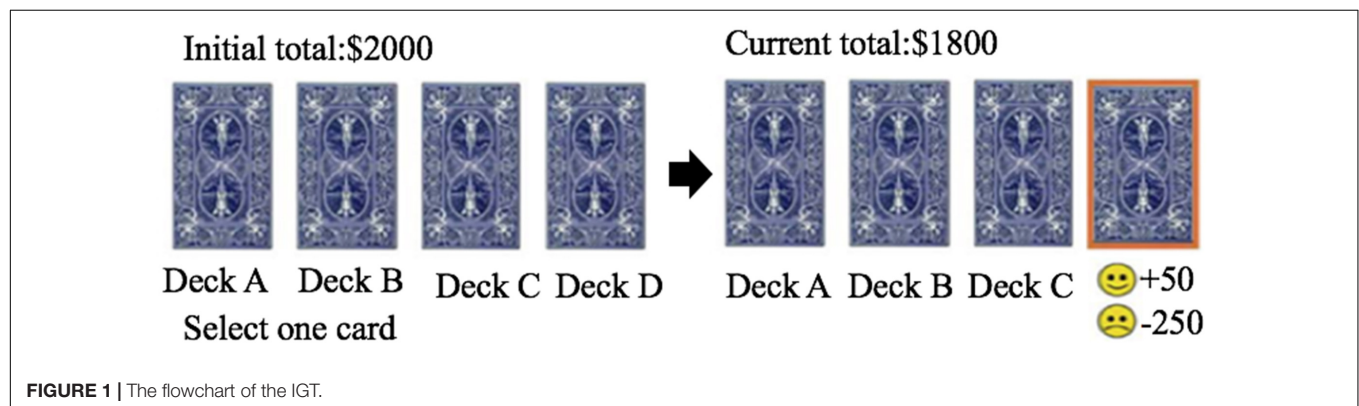 Initial total:$2000
Current total:$1800
Deck A Deck B Deck C Deck D
Deck A Deck B Deck C
+50
-250
Select one card
FIGURE 1 | The flowchart of the IGT.